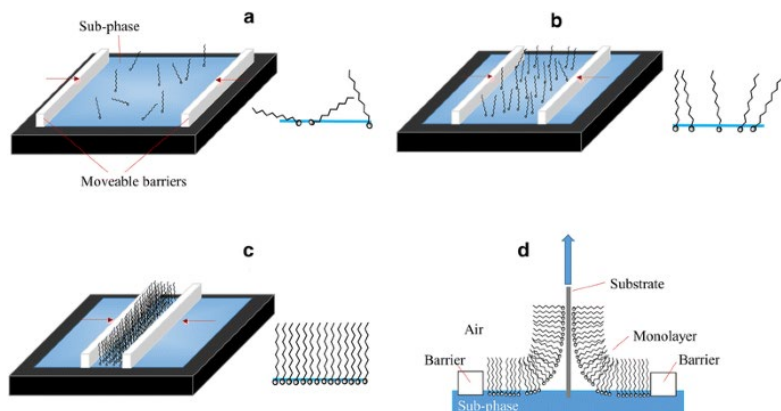 a
Sub-phase
Moveable barriers
b
c
d
Substrate
Air
Monolayer
Barrier
Barrier
Sub-phase